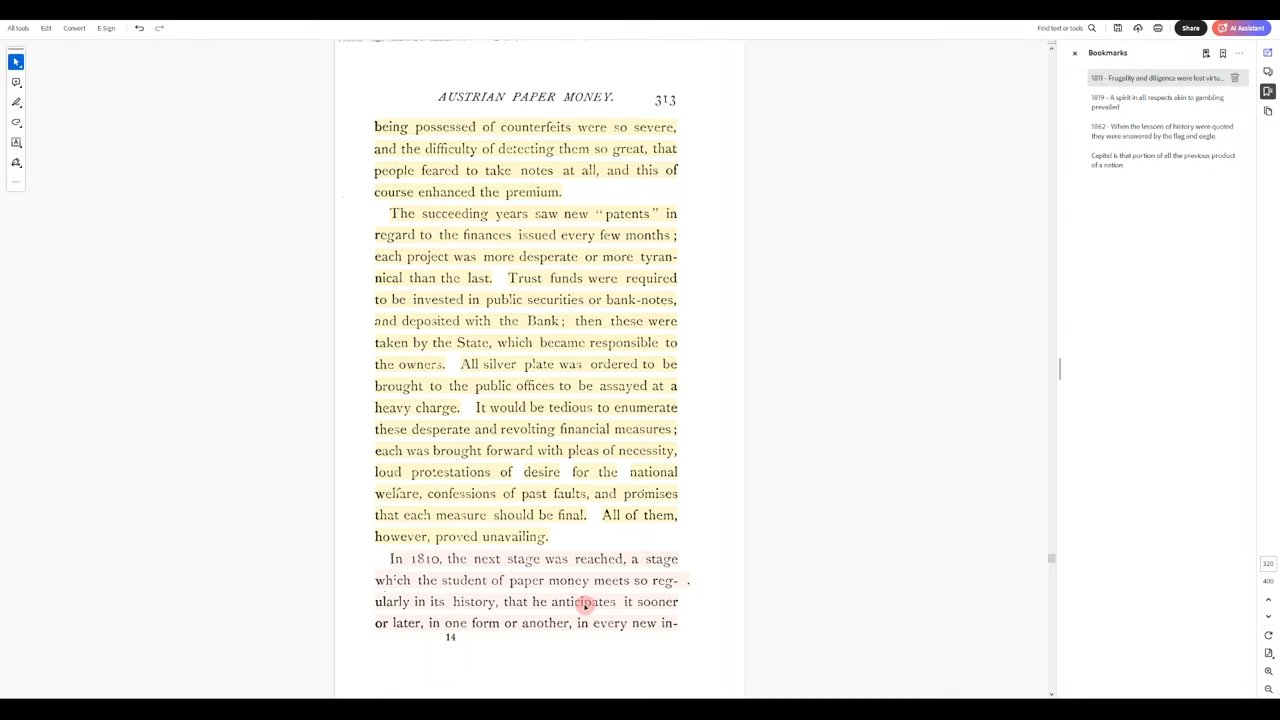 All tools Edit Convert E-Sign Find text or tools Share AI Assistant
AUSTRIAN PAPER MONEY. 313
being possessed of counterfeits were so severe,
and the difficulty of detecting them so great, that
people feared to take notes at all, and this of
course enhanced the premium.
The succeeding years saw new “patents” in
regard to the finances issued every few months;
each project was more desperate or more tyran-
nical than the last. Trust funds were required
to be invested in public securities or bank-notes,
and deposited with the Bank; then these were
taken by the State, which became responsible to
the owners. All silver plate was ordered to be
brought to the public offices to be assayed at a
heavy charge. It would be tedious to enumerate
these desperate and revolting financial measures;
each was brought forward with pleas of necessity,
loud protestations of desire for the national
welfare, confessions of past faults, and promises
that each measure should be final. All of them,
however, proved unavailing.
In 1810, the next stage was reached, a stage
which the student of paper money meets so reg-
ularly in its history, that he anticipates it sooner
or later, in one form or another, in every new in-
14
Bookmarks
1811 - Frugality and diligence were lost virtu...
1819 - A spirit in all respects akin to gambling
prevailed
1862 - When the lessons of history were quoted
they were answered by the flag and eagle.
Capital is that portion of all the previous product
of a nation
320
400